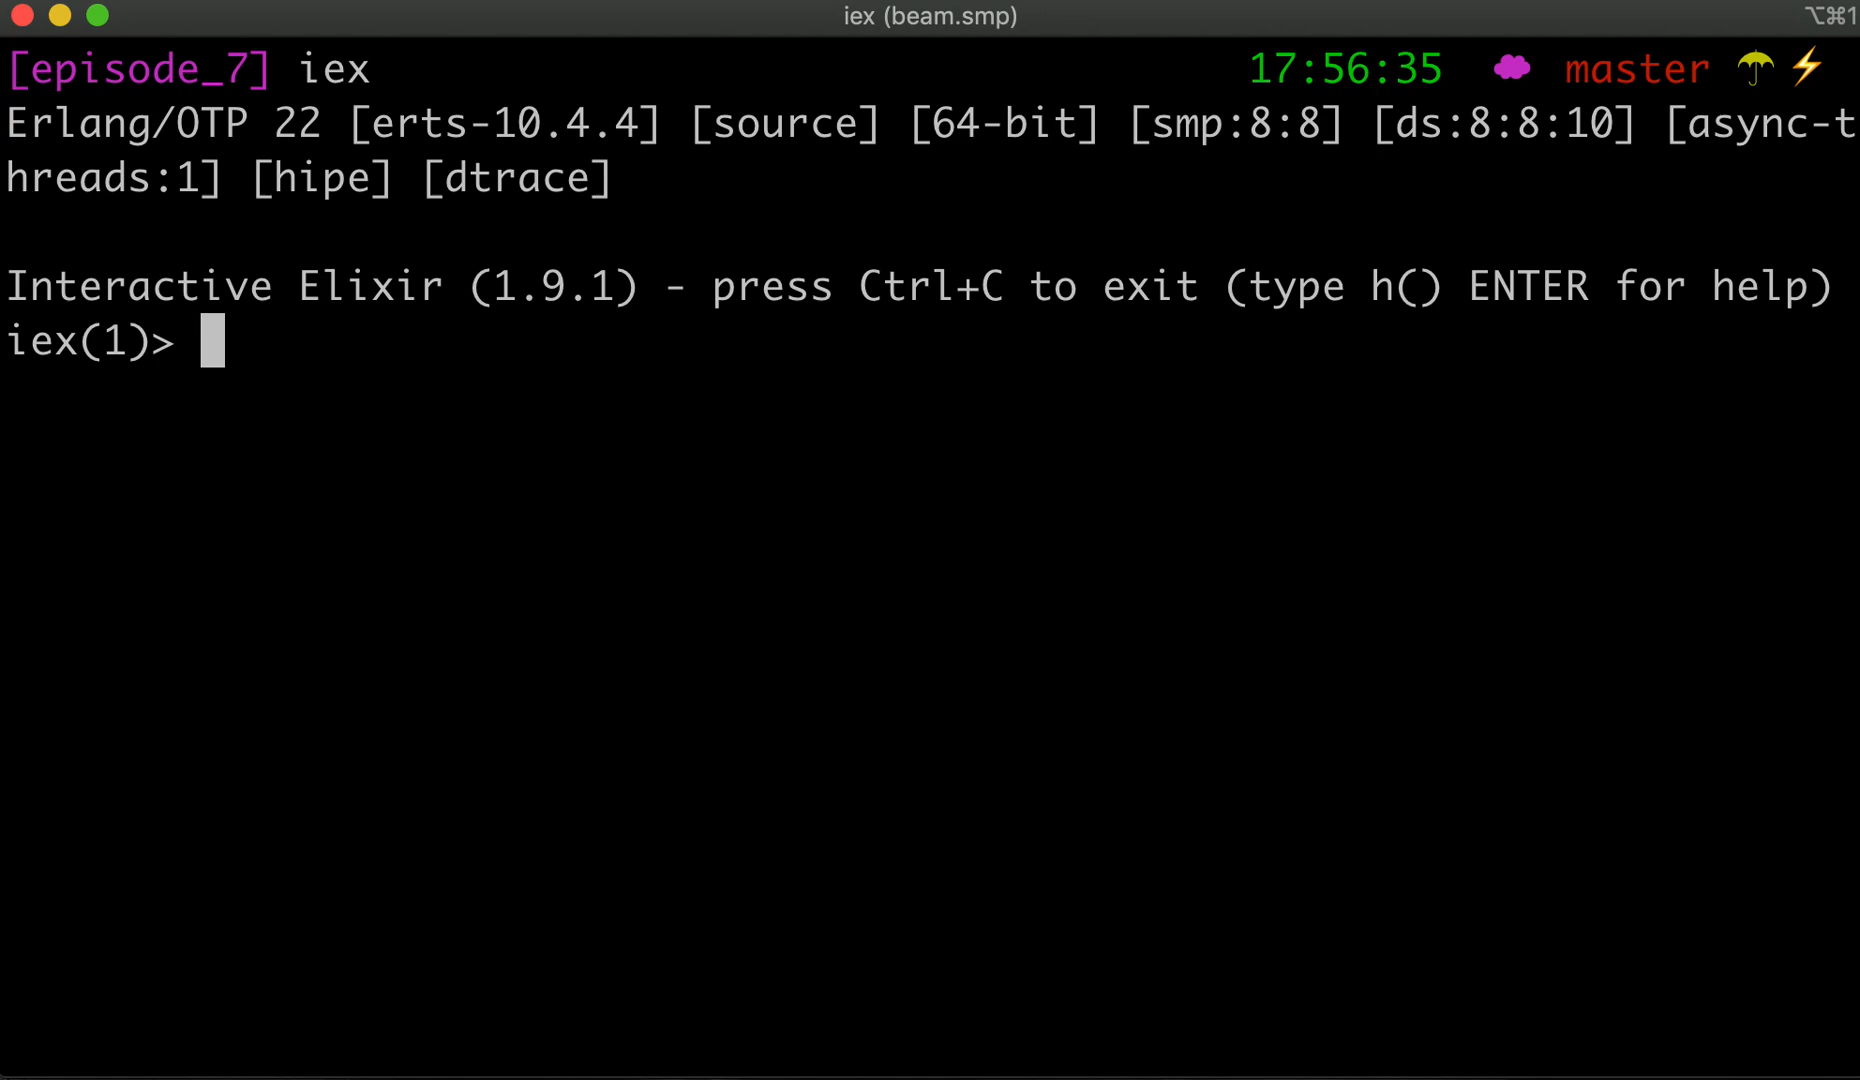 iex (beam.smp)
⌥⌘1
[episode_7] iex 17:56:35 master
Erlang/OTP 22 [erts-10.4.4] [source] [64-bit] [smp:8:8] [ds:8:8:10] [async-t
hreads:1] [hipe] [dtrace]
Interactive Elixir (1.9.1) - press Ctrl+C to exit (type h() ENTER for help)
iex(1)>